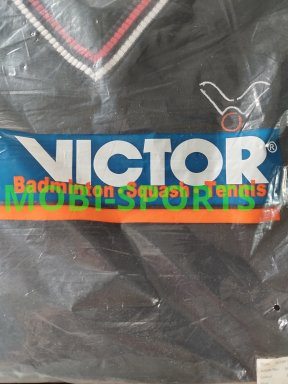 VICTOR®
Badminton Squash Tennis
MOBI-SPORTS